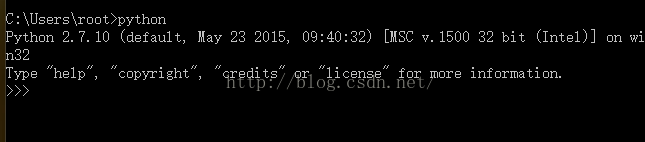 C:\Users\root>python
Python 2.7.10 (default, May 23 2015, 09:40:32) [MSC v.1500 32 bit (Intel)] on wi
n32
Type "help", "copyright", "credits" or "license" for more information.
>>>
http://blog.csdn.net/